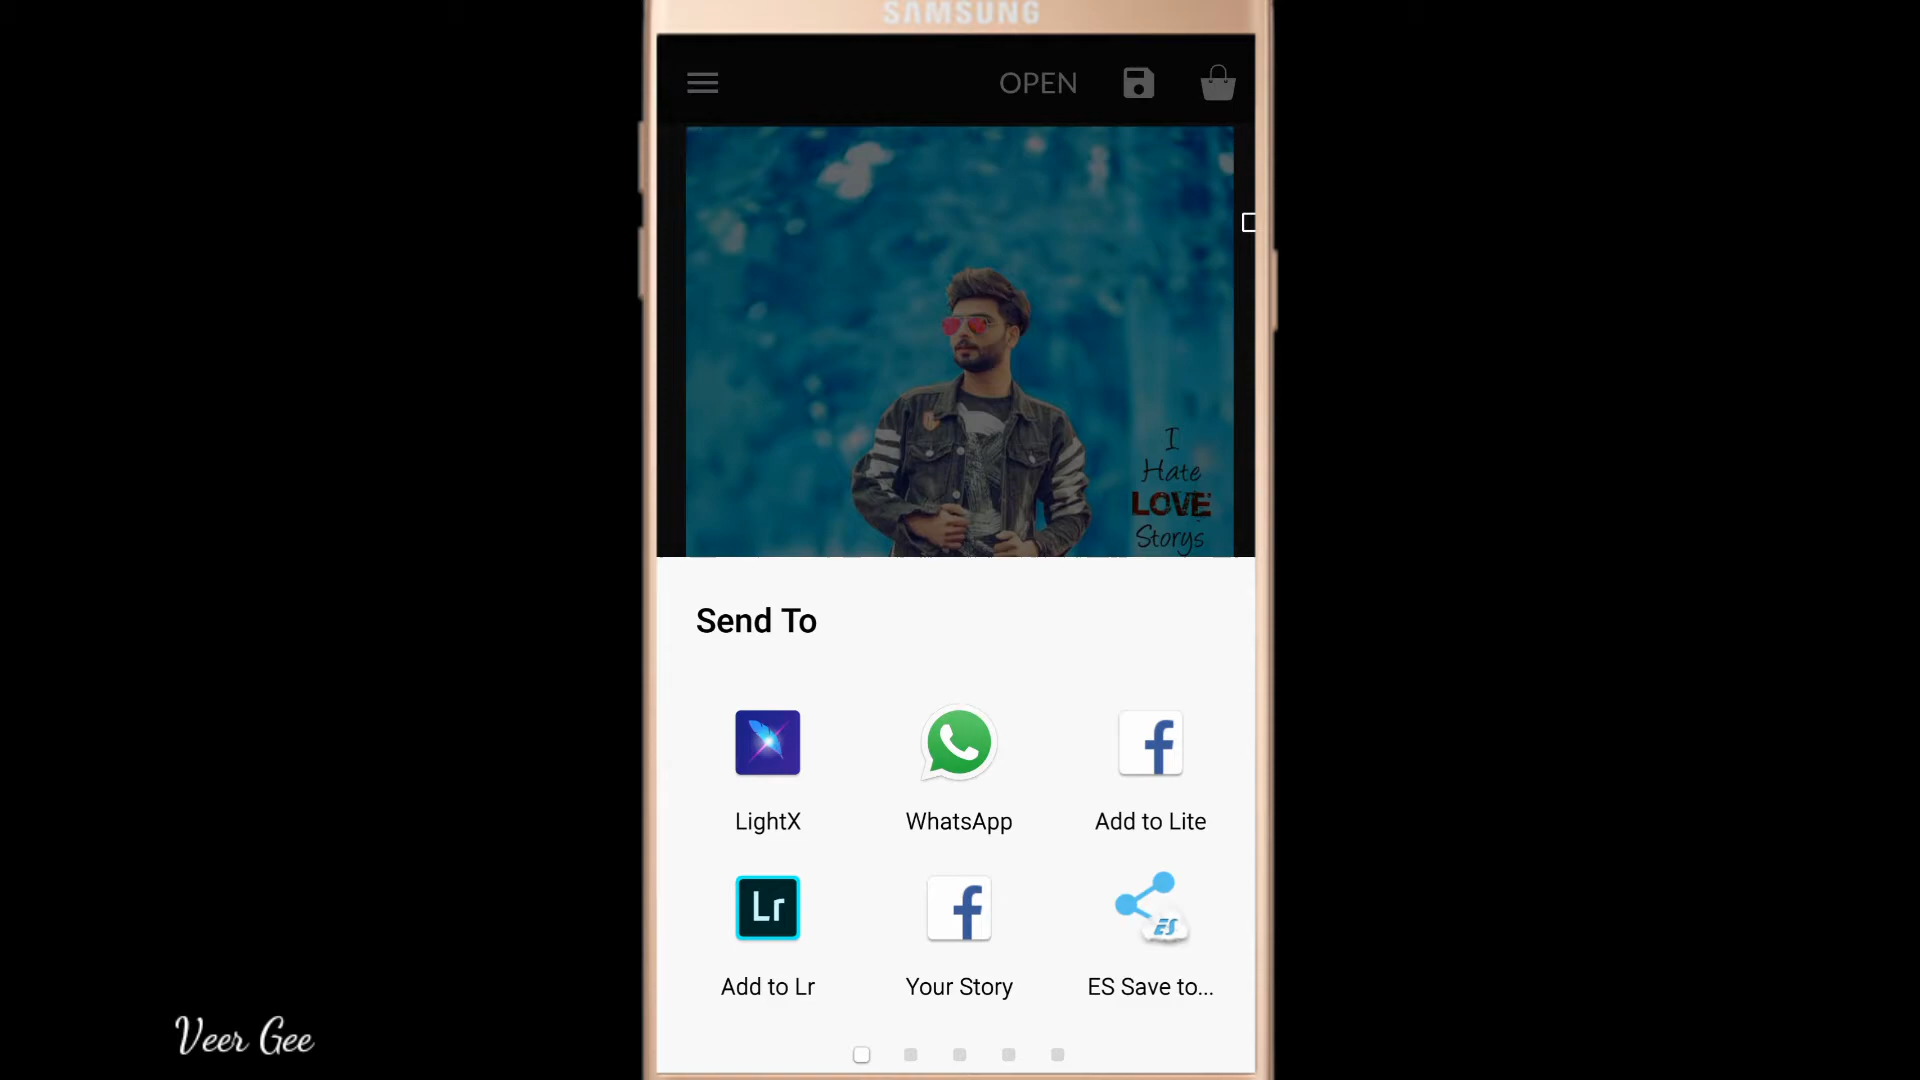 SAMSUNG
OPEN
I
Hate
LOVE
Storys
Send To
LightX
WhatsApp
Add to Lite
Lr
ES
Add to Lr
Your Story
ES Save to...
Veer Gee